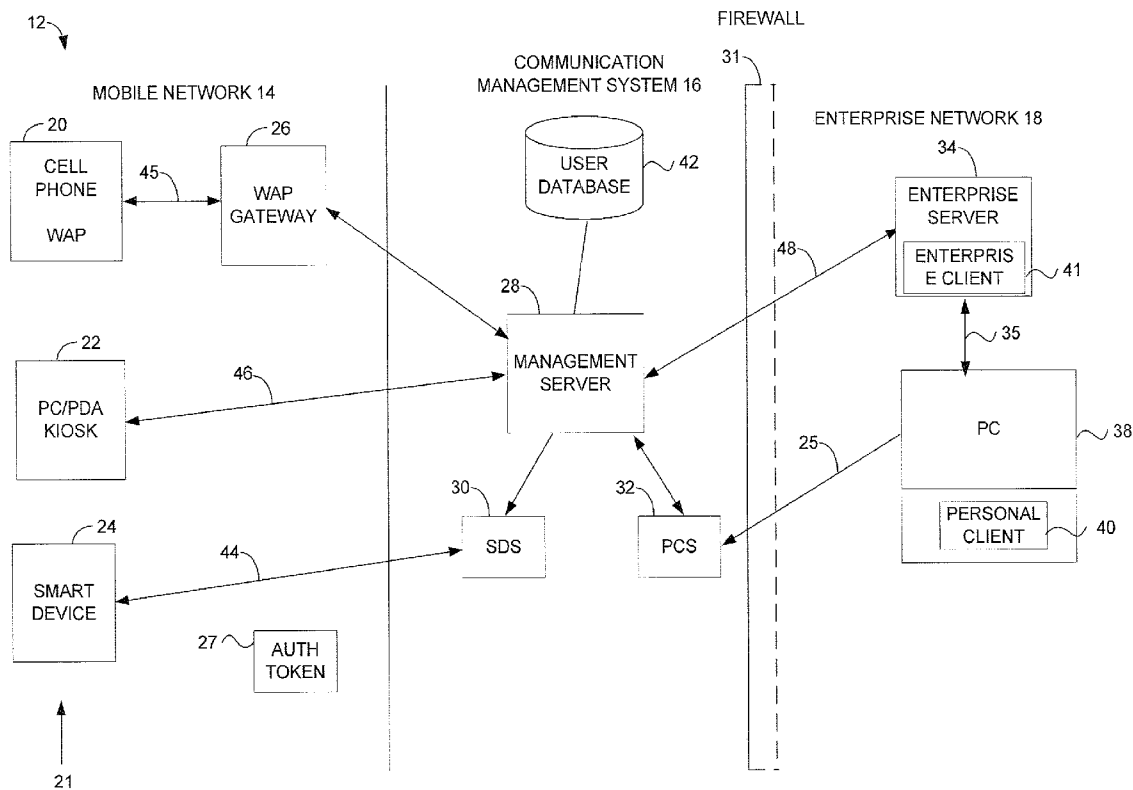 FIREWALL
12
COMMUNICATION
MANAGEMENT SYSTEM 16
31
MOBILE NETWORK 14
ENTERPRISE NETWORK 18
20
26
34
CELL
PHONE
WAP
45
WAP
GATEWAY
USER
DATABASE
42
ENTERPRISE
SERVER
ENTERPRIS
E CLIENT
41
48
28
35
22
MANAGEMENT
SERVER
PC/PDA
KIOSK
46
PC
38
25
30
32
24
SDS
PCS
PERSONAL
CLIENT
40
44
SMART
DEVICE
27
AUTH
TOKEN
21